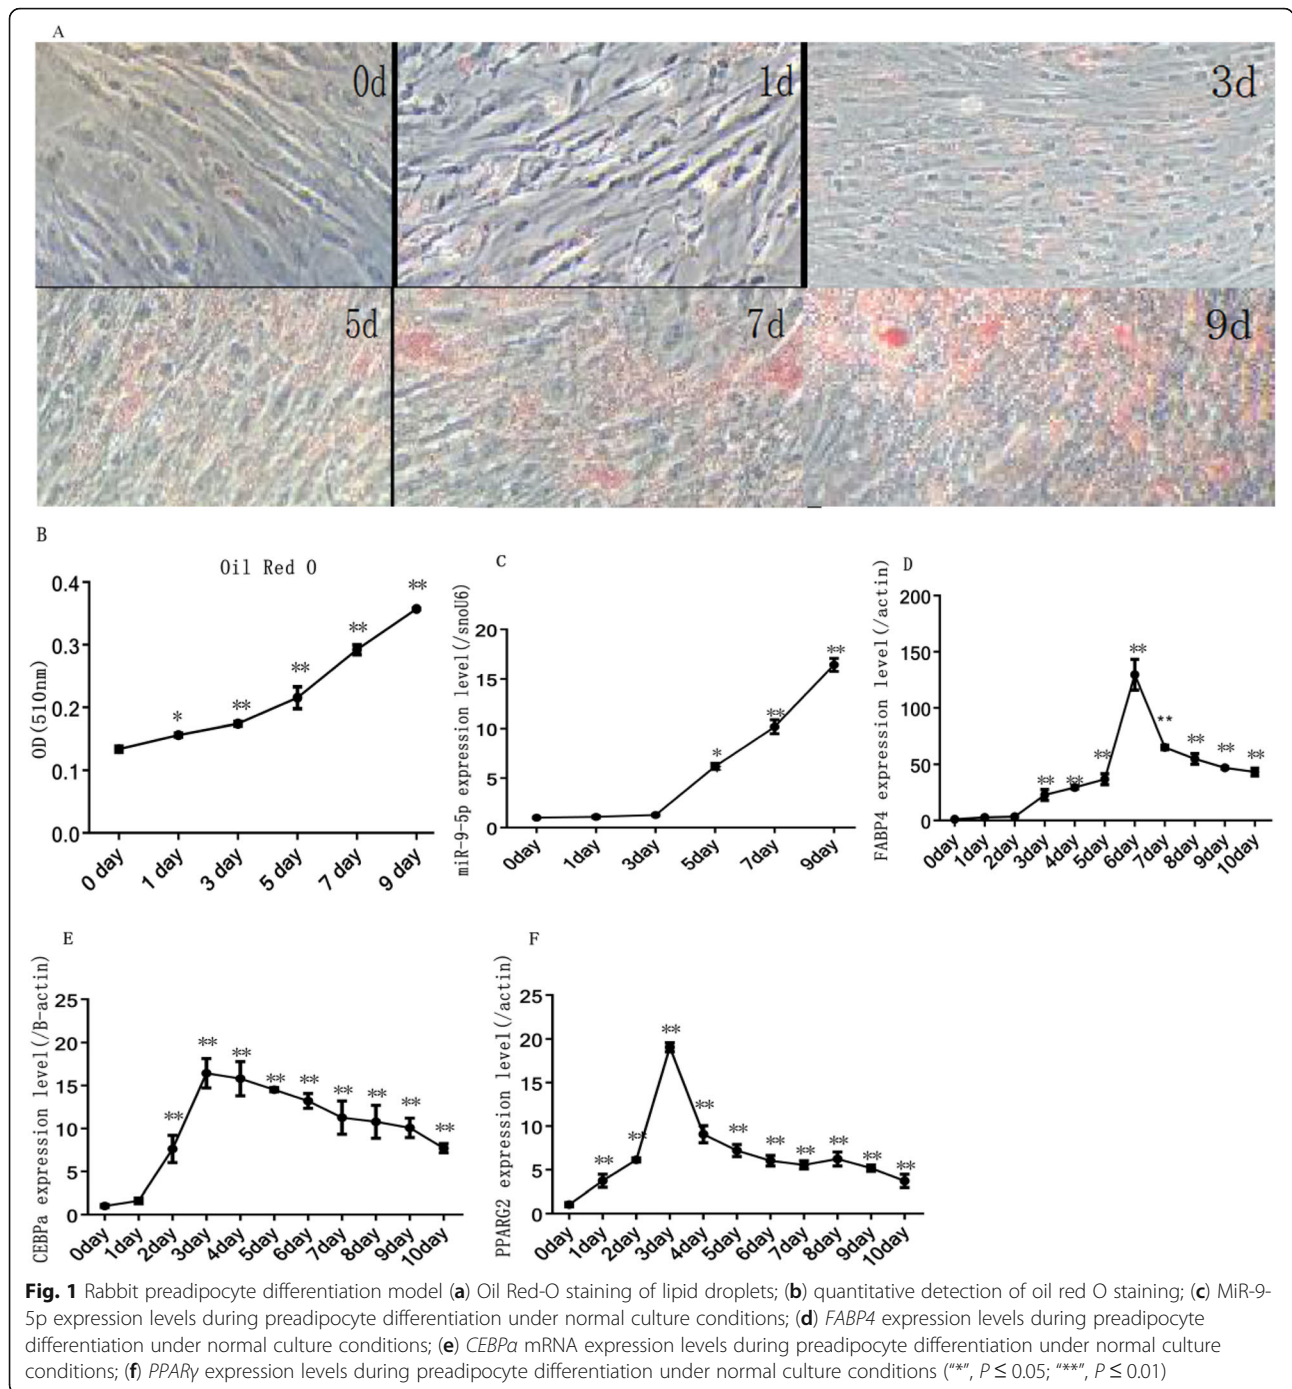 A
0d
1d
3d
5d
7d
9d
B
Oil Red O
OD(510nm)
0.4
0.3
0.2
0.1
0.0
*
**
**
**
**
0 day
1 day
3 day
5 day
7 day
9 day
C
miR-9-5p expression level(/snoU6)
20
15
10
5
0
*
**
**
0day
1day
3day
5day
7day
9day
D
FABP4 expression level(/actin)
200
150
100
50
0
**
**
**
**
**
**
**
**
0day
1day
2day
3day
4day
5day
6day
7day
8day
9day
10day
E
CEBPa expression level(/B-actin)
25
20
15
10
5
0
**
**
**
**
**
**
**
**
**
0day
1day
2day
3day
4day
5day
6day
7day
8day
9day
10day
F
PPARG2 expression level(/actin)
25
20
15
10
5
0
**
**
**
**
**
**
**
**
**
**
0day
1day
2day
3day
4day
5day
6day
7day
8day
9day
10day
Fig. 1 Rabbit preadipocyte differentiation model (a) Oil Red-O staining of lipid droplets; (b) quantitative detection of oil red O staining; (c) MiR-9-
5p expression levels during preadipocyte differentiation under normal culture conditions; (d) FABP4 expression levels during preadipocyte
differentiation under normal culture conditions; (e) CEBPα mRNA expression levels during preadipocyte differentiation under normal culture
conditions; (f) PPARγ expression levels during preadipocyte differentiation under normal culture conditions (“*”, P ≤ 0.05; “**”, P ≤ 0.01)